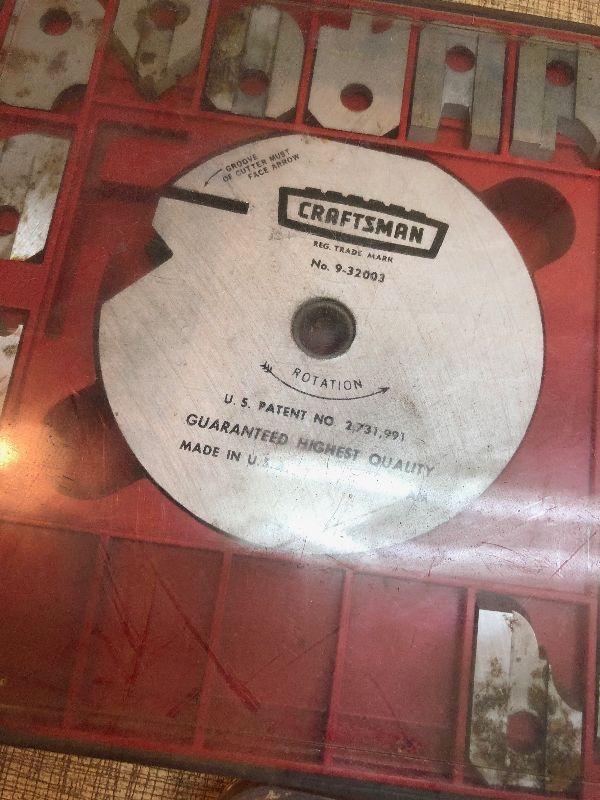 GROOVE
OF CUTTER MUST
FACE ARROW
CRAFTSMAN
REG. TRADE MARK
No. 9-32003
ROTATION
U.S. PATENT NO. 2,731,991
GUARANTEED HIGHEST QUALITY
MADE IN U.S.A.